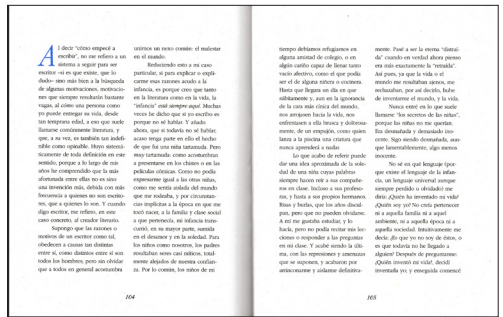 Al decir "cómo empecé a
escribir", no me refiero a un
sistema a seguir para ser
escritor —si es que existe, que lo
dudo— sino más bien a la búsqueda
de algunas motivaciones, motivacio-
nes que siempre resultarán bastante
vagas, al cómo una persona como
yo puede entregar su vida, desde
tan temprana edad, a eso que suele
llamarse comúnmente literatura, y
que, a su vez, es también tan indefi-
nible como opinable. Huyo sistemá-
ticamente de toda definición en este
sentido, porque a lo largo de mis
años he comprendido que la más
afortunada entre ellas no es sino
una invención más, debida con más
frecuencia a quienes no son escrito-
res, que a quienes lo son. Y cuando
digo escritor, me refiero, en este
caso concreto, al creador literario.
Supongo que las razones o
motivos de un escritor como tal,
obedecen a causas tan distintas
entre sí, como distintos entre sí son
todos los hombres, pero sin olvidar
que a todos en general acostumbra
unirnos un nexo común: el malestar
en el mundo.
Reduciendo esto a mi caso
particular, si para explicar o expli-
carme esas razones acudo a la
infancia, es porque creo que tanto
en la literatura como en la vida, la
"infancia" está siempre aquí. Muchas
veces he dicho que si yo escribo es
porque no sé hablar. Y añado
ahora, que si todavía no sé hablar,
acaso tenga parte en ello el hecho
de que fui una niña tartamuda. Pero
muy tartamuda: como acostumbran
a presentarse en los chistes o en las
películas cómicas. Como no podía
expresarme igual a los otros niños,
como me sentía aislada del mundo
que me rodeaba, y por circunstan-
cias implícitas a la época en que me
tocó nacer, a la familia y clase social
a que pertenecía, mi infancia trans-
currió, en su mayor parte, sumida
en el desamor y en la soledad. Para
los niños como nosotros, los padres
resultaban seres casi míticos, total-
mente alejados de nuestra confian-
za. Por lo común, los niños de mi
104
tiempo debíamos refugiarnos en
alguna amistad de colegio, o en
algún cariño capaz de llenar tanto
vacío afectivo, como el que podía
ser el de alguna niñera o cocinera.
Hasta que llegara un día en que
súbitamente y, aun en la ignorancia
de la cara más cínica del mundo,
nos arrojasen hacia la vida, nos
enfrentasen a ella brusca y dolorosa-
mente, de un empujón, como quien
lanza a la piscina una criatura que
nunca aprenderá a nadar.
Lo que acabo de referir puede
dar una idea aproximada de la sole-
dad de una niña cuyas palabras
siempre hacen reír a sus compañe-
ros en clase. Incluso a sus profeso-
ras, y hasta a sus propios hermanos.
Risas y burlas, que los años discul-
pan, pero que no pueden olvidarse.
A mí me gustaba estudiar, y lo
hacía, pero no podía recitar mis lec-
ciones o responder a las preguntas
en mi clase. Y acabé siendo la últi-
ma, con las represiones y amenazas
que se suponen, y acabaron por
arrinconarme y aislarme definitiva-
mente. Pasé a ser la eterna "distraí-
da" cuando en verdad ahora pienso
era más exactamente la "retraída".
Así pues, ya que la vida o el
mundo me resultaban ajenos, me
rechazaban, por así decirlo, hube
de inventarme el mundo, y la vida.
Nunca entré en lo que suele
llamarse "los secretos de las niñas",
porque las niñas no me querían.
Era desmañada y demasiado ino-
cente. Sigo siendo desmañada, aun-
que lamentablemente, algo menos
inocente.
No sé en qué lenguaje (por-
que existe el lenguaje de la infan-
cia, un lenguaje universal aunque
siempre perdido u olvidado) me
dije: ¿Quién ha inventado mi vida?
¿Quién soy yo? No creía pertenecer
ni a aquella familia ni a aquel
ambiente, ni a aquella época ni a
aquella sociedad. Intuitivamente me
decía: ¿Es que yo no soy de éstos, o
es que todavía no he llegado a
alguien? Después de preguntarme:
¿Quién inventó mi vida?, decidí
inventarla yo; y enseguida comencé
105